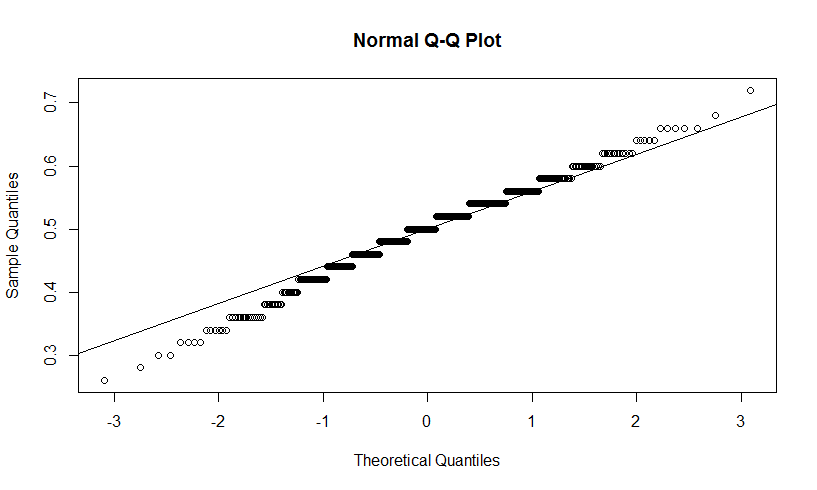 Normal Q-Q Plot
Sample Quantiles
0.7
0.6
0.5
0.4
0.3
-3 -2 -1 0 1 2 3
Theoretical Quantiles